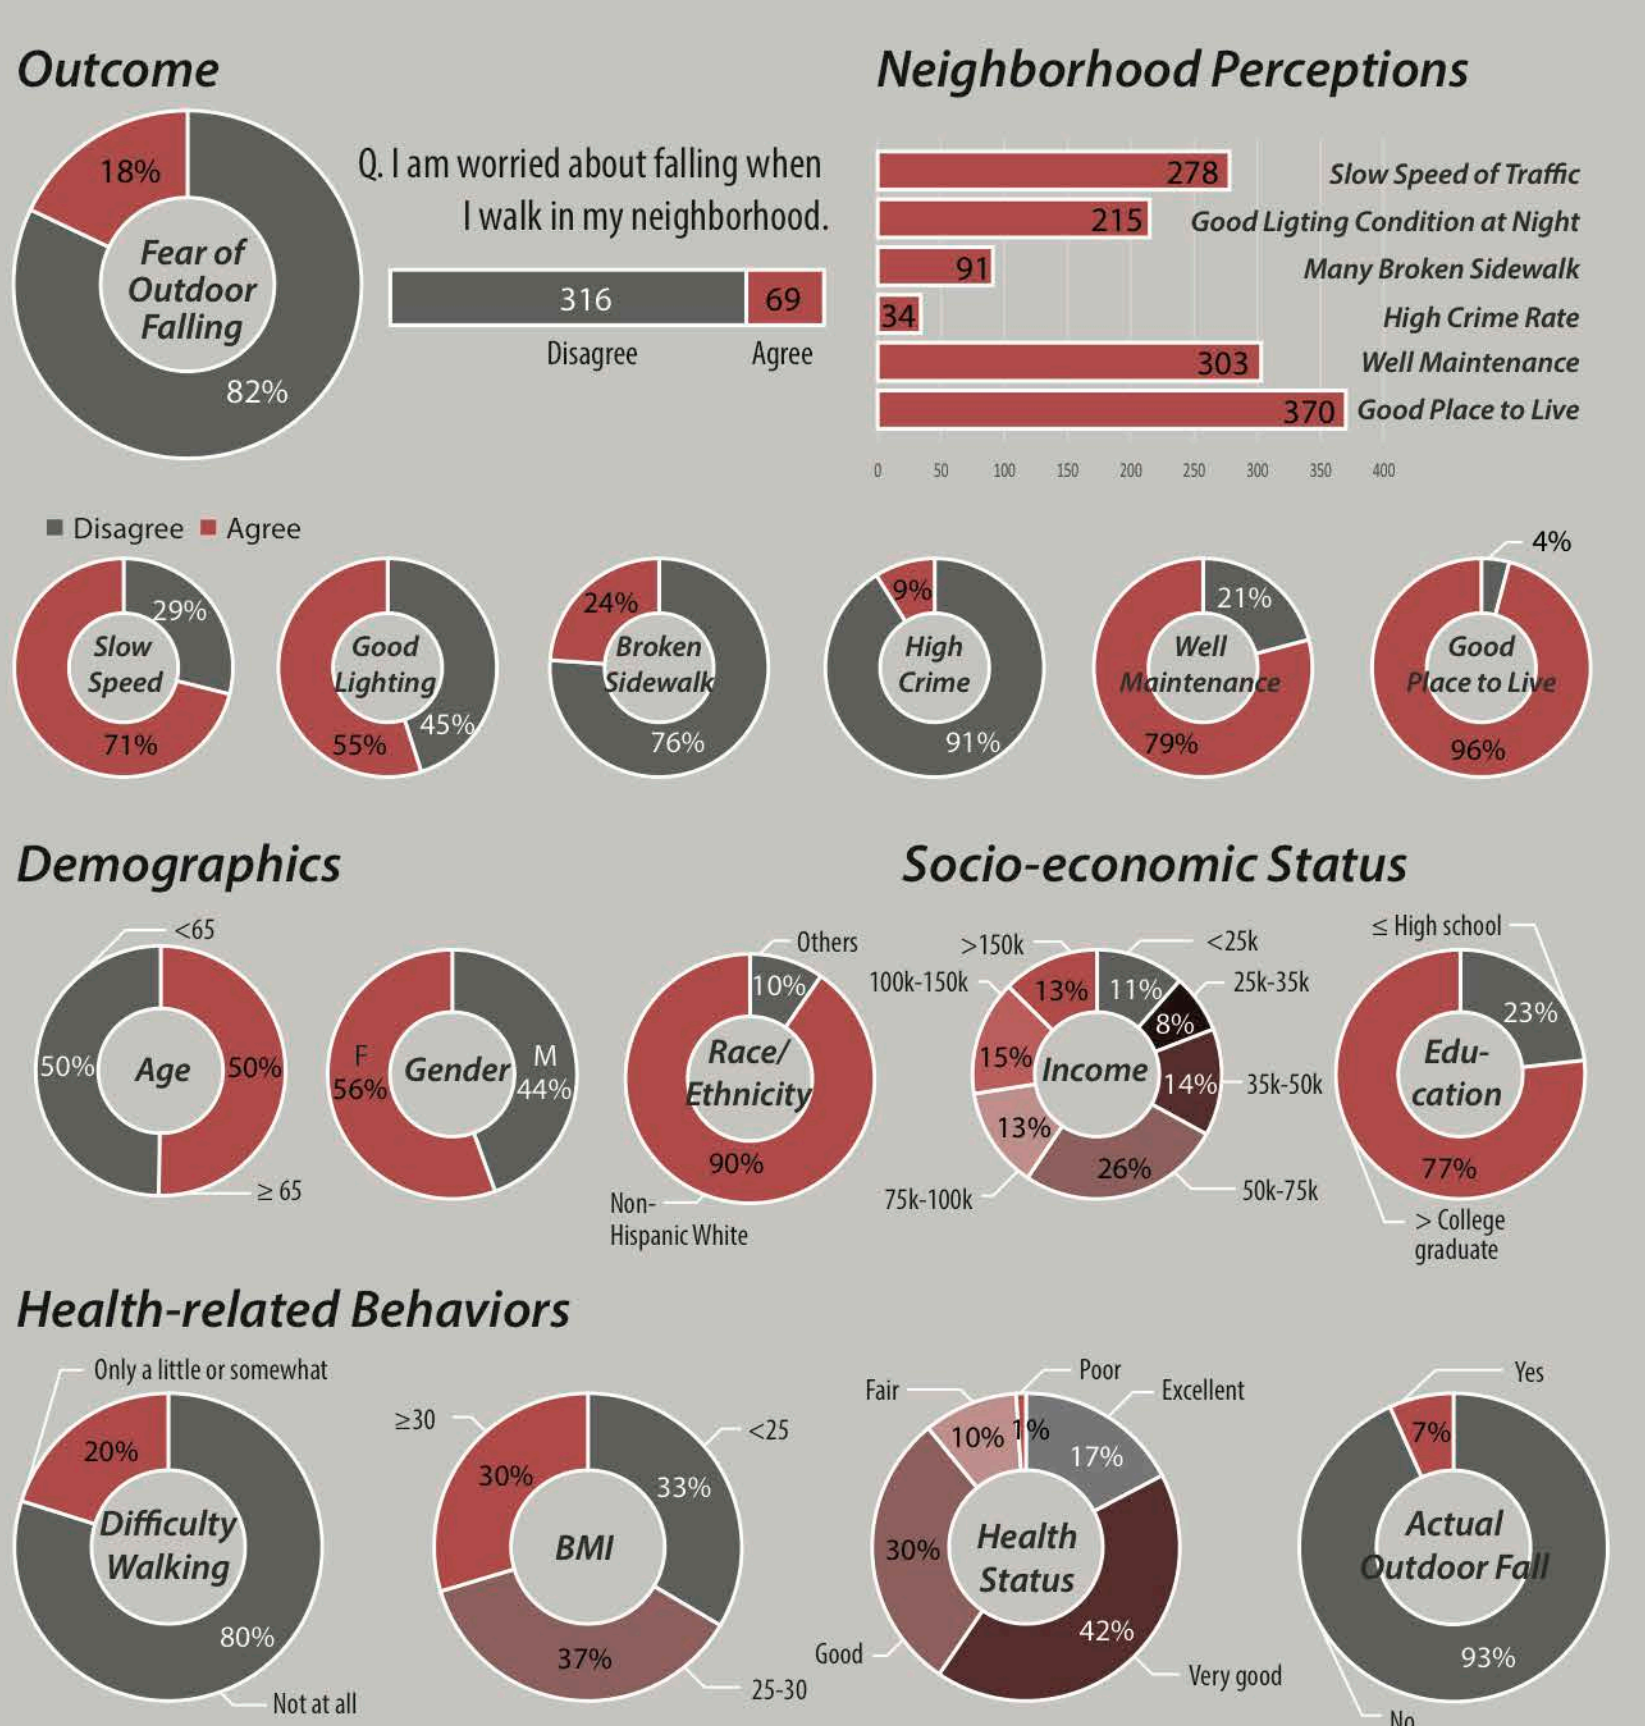 Outcome
18%
Fear of
Outdoor
Falling
82%
Q. I am worried about falling when
I walk in my neighborhood.
316
69
Disagree
Agree
Neighborhood Perceptions
278 Slow Speed of Traffic
215 Good Ligting Condition at Night
91 Many Broken Sidewalk
34 High Crime Rate
303 Well Maintenance
370 Good Place to Live
0 50 100 150 200 250 300 350 400
Disagree Agree
29%
Slow
Speed
71%
Good
Lighting
45%
55%
24%
Broken
Sidewalk
76%
9%
High
Crime
91%
21%
Well
Maintenance
79%
4%
Good
Place to Live
96%
Demographics
<65
50%
Age
50%
≥ 65
F
56%
Gender
M
44%
Others
10%
Race/
Ethnicity
90%
Non-
Hispanic White
Socio-economic Status
>150k
<25k
100k-150k
25k-35k
13%
11%
8%
15%
Income
14%
35k-50k
13%
26%
75k-100k
50k-75k
≤ High school
23%
Edu-
cation
77%
> College
graduate
Health-related Behaviors
Only a little or somewhat
20%
Difficulty
Walking
80%
Not at all
≥30
<25
30%
33%
BMI
37%
25-30
Fair
Poor
Excellent
10%
1%
17%
30%
Health
Status
42%
Good
Very good
Yes
7%
Actual
Outdoor Fall
93%
No